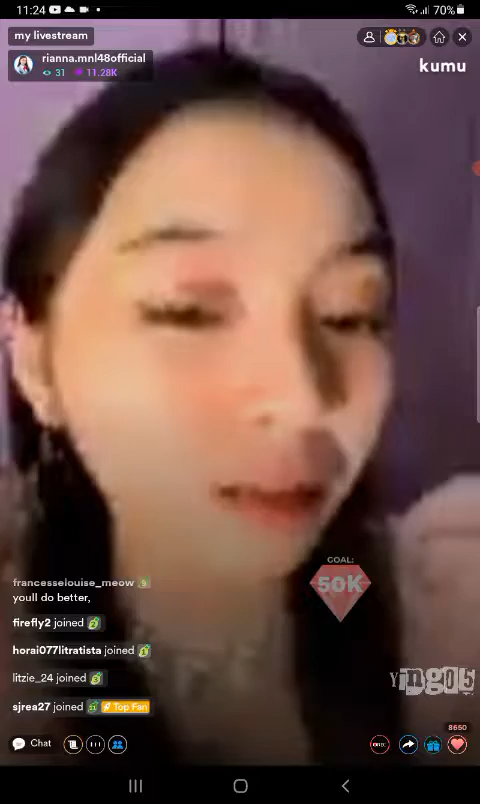 11:24
70%
my livestream
rianna.mnl48official
31 11.28K
kumu
GOAL:
50K
francesselouise_meow
youll do better,
firefly2 joined
horai077litratista joined
litzie_24 joined
sjrea27 joined Top Fan
Ying05
8650
Chat